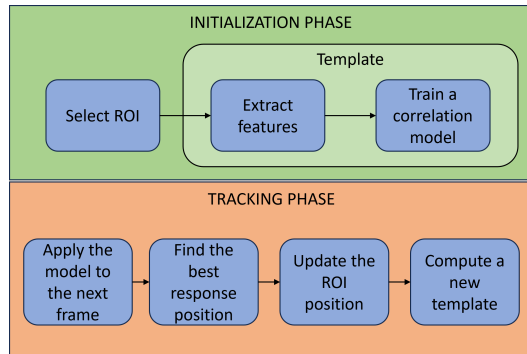 INITIALIZATION PHASE
Template
Select ROI
Extract
features
Train a
correlation
model
TRACKING PHASE
Apply the
model to
the next
frame
Find the
best
response
position
Update the
ROI
position
Compute a
new
template